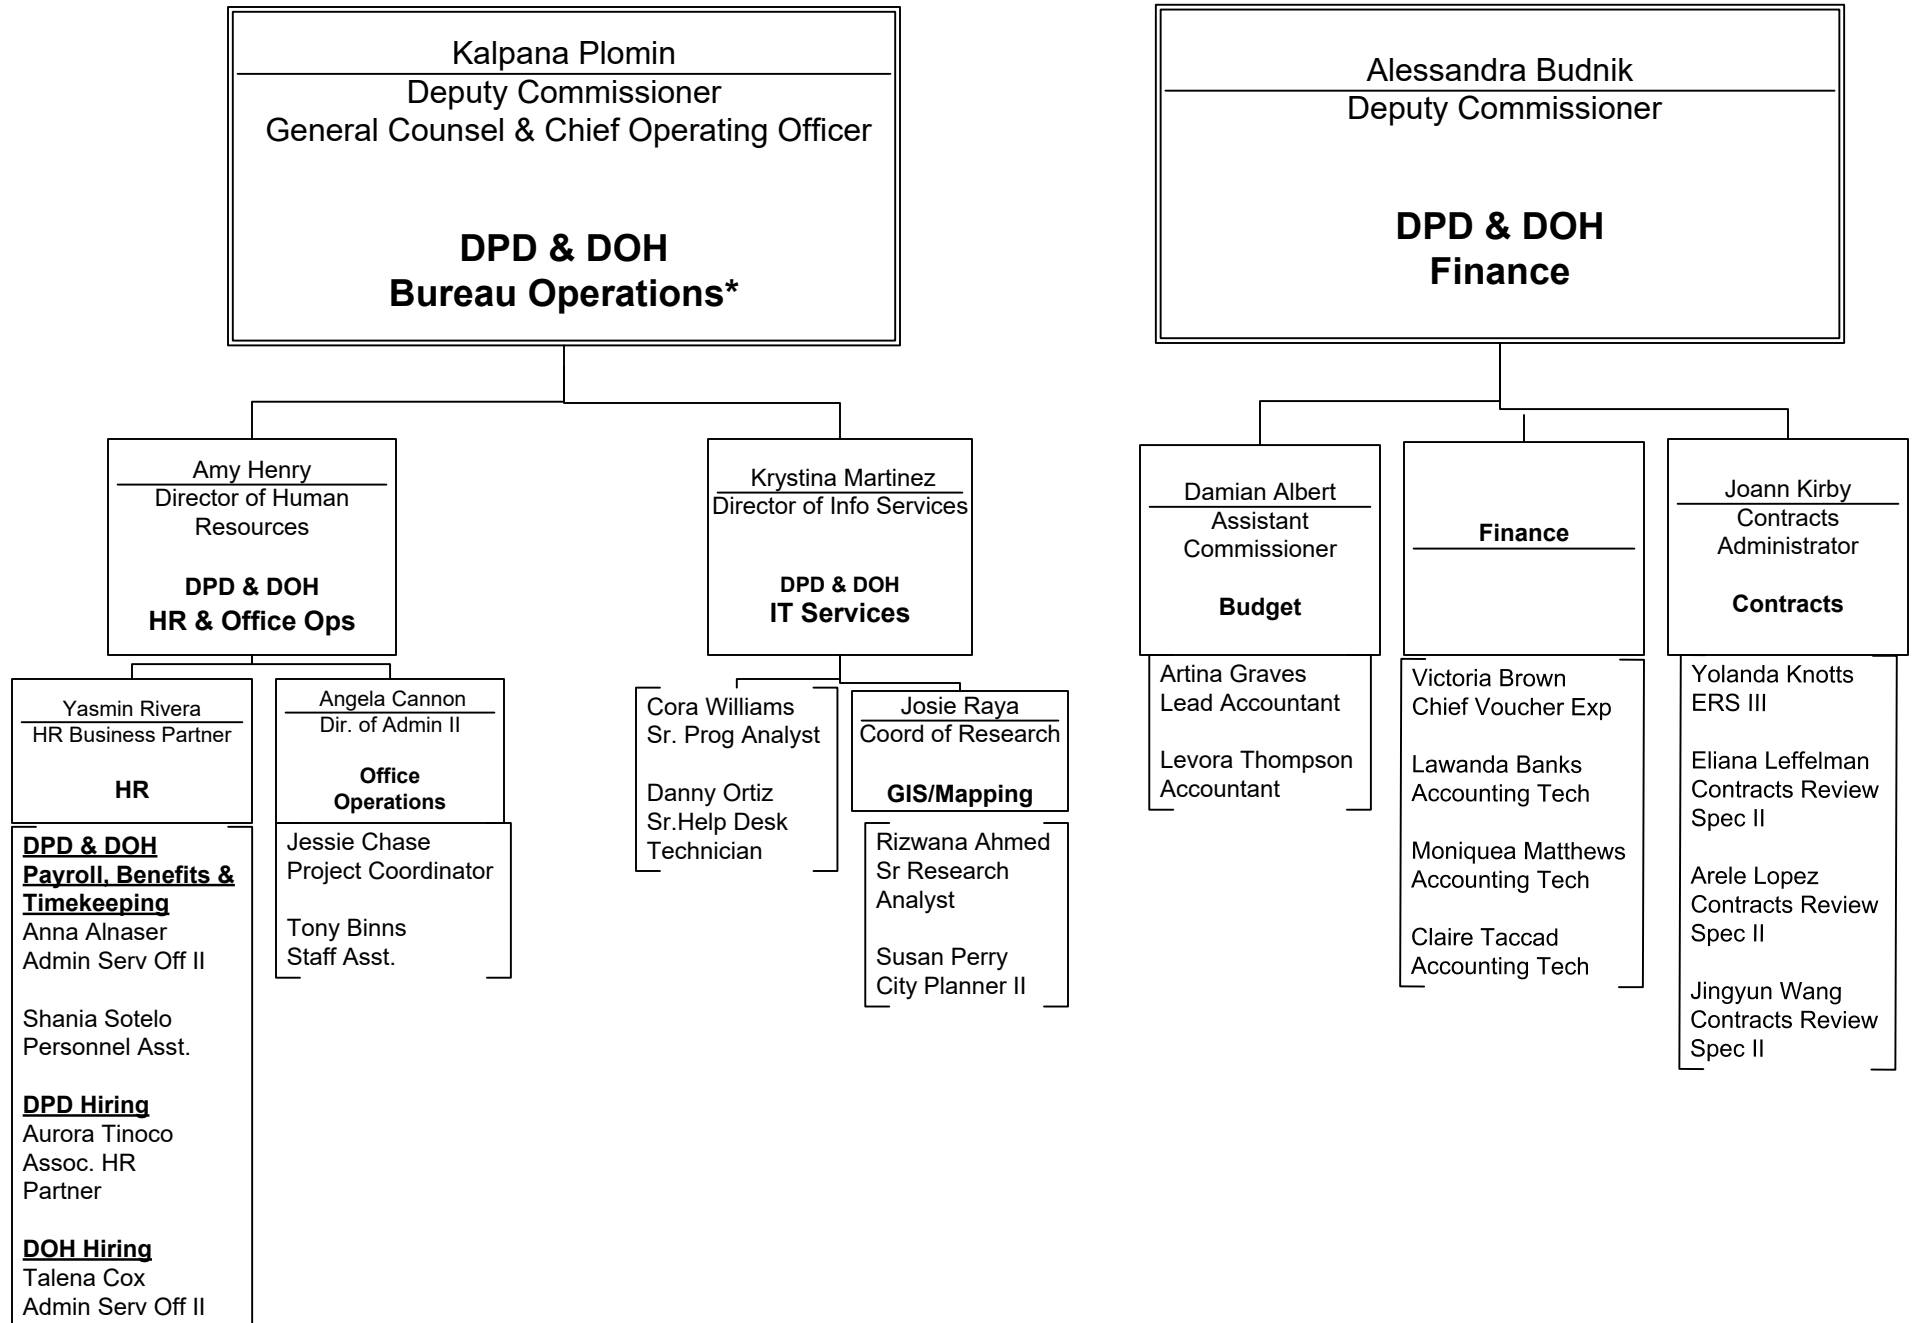 Kalpana Plomin
Deputy Commissioner
General Counsel & Chief Operating Officer
DPD & DOH
Bureau Operations*
Alessandra Budnik
Deputy Commissioner
DPD & DOH
Finance
Amy Henry
Director of Human
Resources
DPD & DOH
HR & Office Ops
Krystina Martinez
Director of Info Services
DPD & DOH
IT Services
Damian Albert
Assistant
Commissioner
Budget
Finance
Joann Kirby
Contracts
Administrator
Contracts
Yasmin Rivera
HR Business Partner
HR
Angela Cannon
Dir. of Admin II
Office
Operations
Cora Williams
Sr. Prog Analyst
Danny Ortiz
Sr.Help Desk
Technician
Josie Raya
Coord of Research
GIS/Mapping
Artina Graves
Lead Accountant
Levora Thompson
Accountant
Victoria Brown
Chief Voucher Exp
Lawanda Banks
Accounting Tech
Moniquea Matthews
Accounting Tech
Claire Taccad
Accounting Tech
Yolanda Knotts
ERS III
Eliana Leffelman
Contracts Review
Spec II
Arele Lopez
Contracts Review
Spec II
Jingyun Wang
Contracts Review
Spec II
DPD & DOH
Payroll, Benefits &
Timekeeping
Anna Alnaser
Admin Serv Off II
Shania Sotelo
Personnel Asst.
DPD Hiring
Aurora Tinoco
Assoc. HR
Partner
DOH Hiring
Talena Cox
Admin Serv Off II
Jessie Chase
Project Coordinator
Tony Binns
Staff Asst.
Rizwana Ahmed
Sr Research
Analyst
Susan Perry
City Planner II